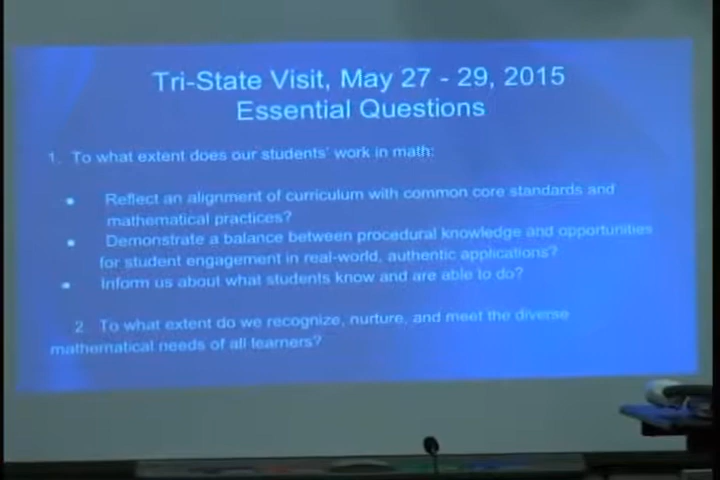 Tri-State Visit, May 27 - 29, 2015
Essential Questions
1. To what extent does our students' work in math:
• Reflect an alignment of curriculum with common core standards and
mathematical practices?
• Demonstrate a balance between procedural knowledge and opportunities
for student engagement in real-world, authentic applications?
• Inform us about what students know and are able to do?
2. To what extent do we recognize, nurture, and meet the diverse
mathematical needs of all learners?